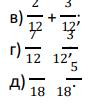 в) 2/12 + 3/12;
г) 7/12   3/12,
д)   /18   5/18.